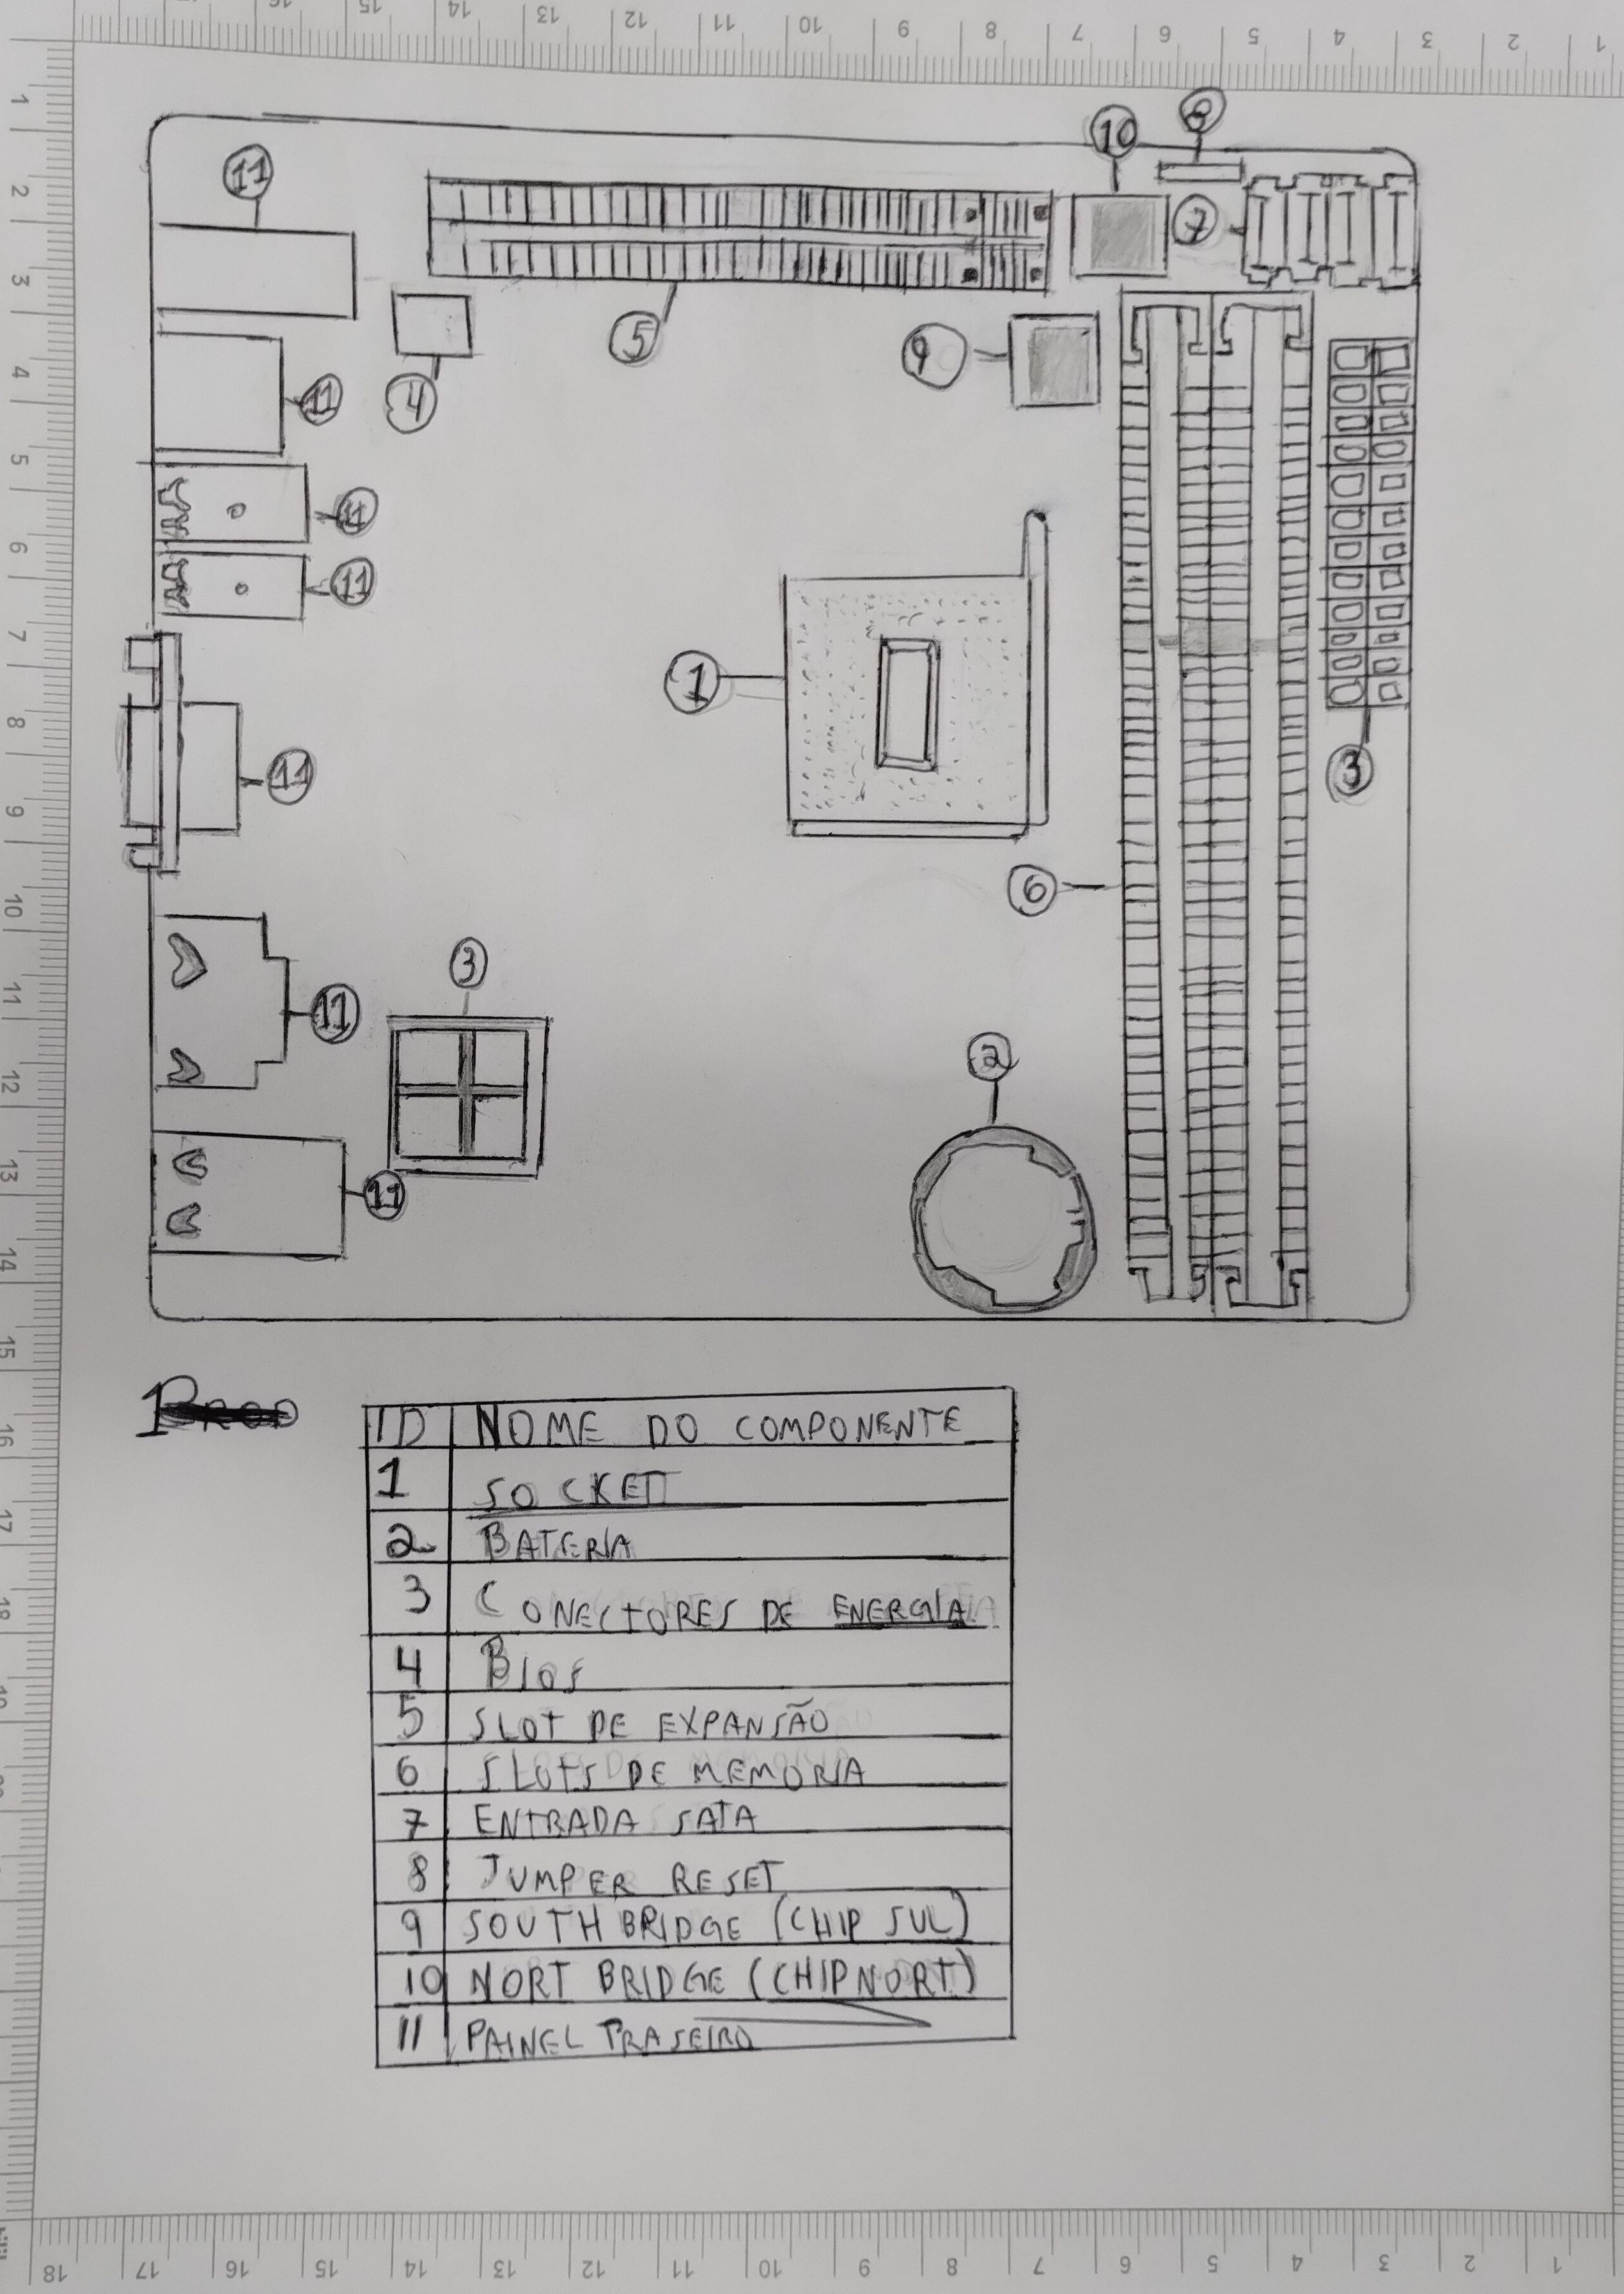 16 15 14 13 12 11 10 9 8 7 6 5 4 3 2 1
1
2
3
4
5
6
7
8
9
10
11
12
13
14
15
16
17
18
19
10
8
11
7
5
9
4
11
11
11
1
3
11
6
3
11
2
11
ID NOME DO COMPONENTE
1 SOCKET
2 BATERIA
3 CONECTORES DE ENERGIA
4 BIOS
5 SLOT DE EXPANSÃO
6 SLOTS DE MEMORIA
7 ENTRADA SATA
8 JUMPER RESET
9 SOUTH BRIDGE (CHIP SUL)
10 NORT BRIDGE (CHIP NORT)
11 PAINEL TRASEIRO
18 17 16 15 14 13 12 11 10 9 8 7 6 5 4 3 2 1